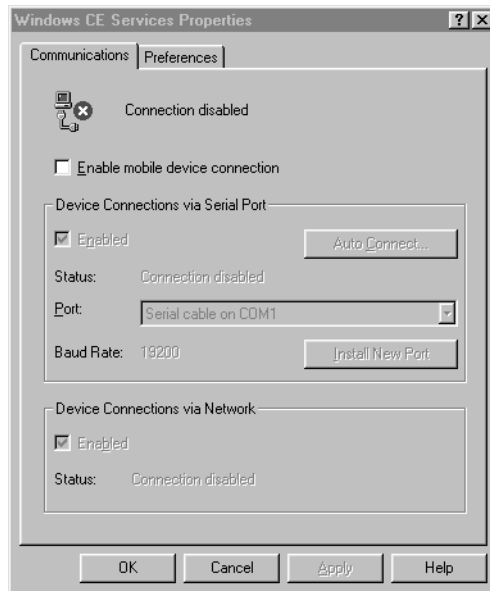 Windows CE Services Properties
Communications Preferences
Connection disabled
Enable mobile device connection
Device Connections via Serial Port
Enabled Auto Connect...
Status: Connection disabled
Port: Serial cable on COM1
Baud Rate: 19200 Install New Port
Device Connections via Network
Enabled
Status: Connection disabled
OK Cancel Apply Help